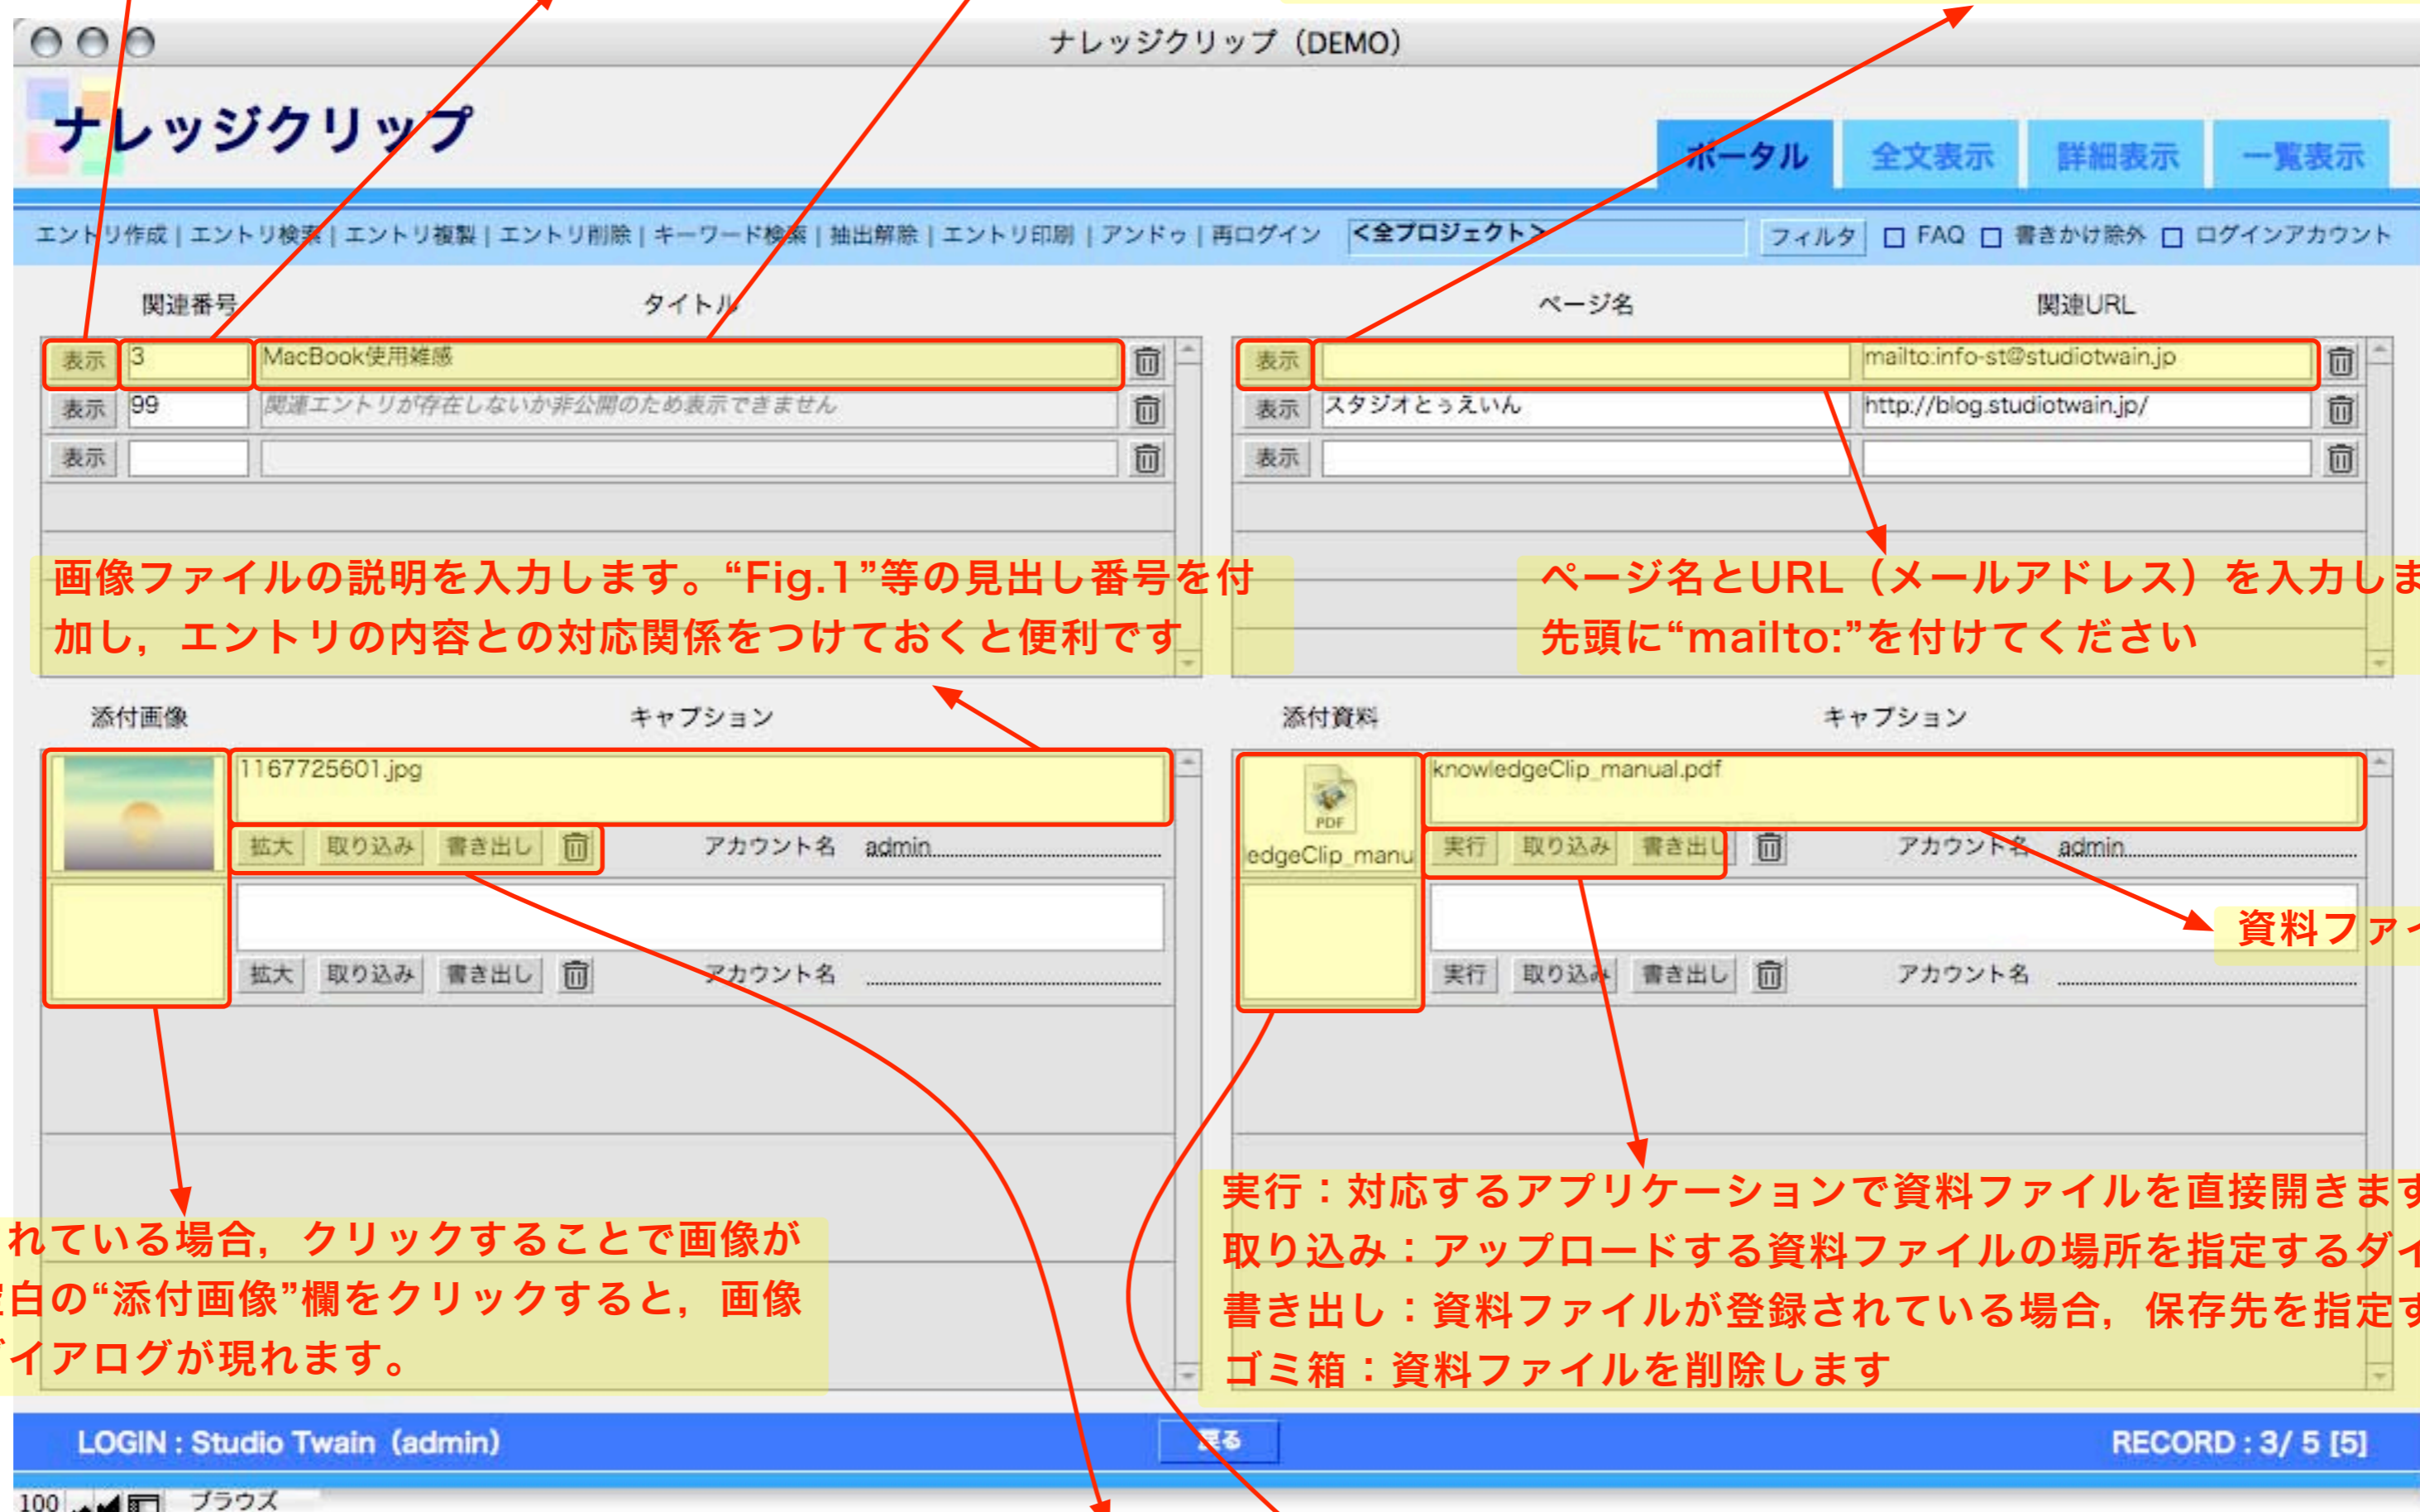 ナレッジクリップ（DEMO）
ナレッジクリップ
ポータル 全文表示 詳細表示 一覧表示
エントリ作成 | エントリ検索 | エントリ複製 | エントリ削除 | キーワード検索 | 抽出解除 | エントリ印刷 | アンドゥ | 再ログイン <全プロジェクト> フィルタ FAQ 書きかけ除外 ログインアカウント
関連番号 タイトル
表示 3 MacBook使用雑感
表示 99 関連エントリが存在しないか非公開のため表示できません
表示
ページ名 関連URL
表示 mailto:info-st@studiotwain.jp
表示 スタジオとぅえいん http://blog.studiotwain.jp/
表示
画像ファイルの説明を入力します。“Fig.1”等の見出し番号を付
加し，エントリの内容との対応関係をつけておくと便利です
ページ名とURL（メールアドレス）を入力しま
先頭に“mailto:”を付けてください
添付画像 キャプション
1167725601.jpg
拡大 取り込み 書き出し アカウント名 admin
拡大 取り込み 書き出し アカウント名
添付資料 キャプション
knowledgeClip_manual.pdf
PDF
ledgeClip_manu 実行 取り込み 書き出し アカウント名 admin
資料ファイ
実行 取り込み 書き出し アカウント名
れている場合，クリックすることで画像が
白の“添付画像”欄をクリックすると，画像
イアログが現れます。
実行：対応するアプリケーションで資料ファイルを直接開きます
取り込み：アップロードする資料ファイルの場所を指定するダイ
書き出し：資料ファイルが登録されている場合，保存先を指定す
ゴミ箱：資料ファイルを削除します
LOGIN : Studio Twain（admin） 戻る RECORD : 3/ 5 [5]
100 ブラウズ